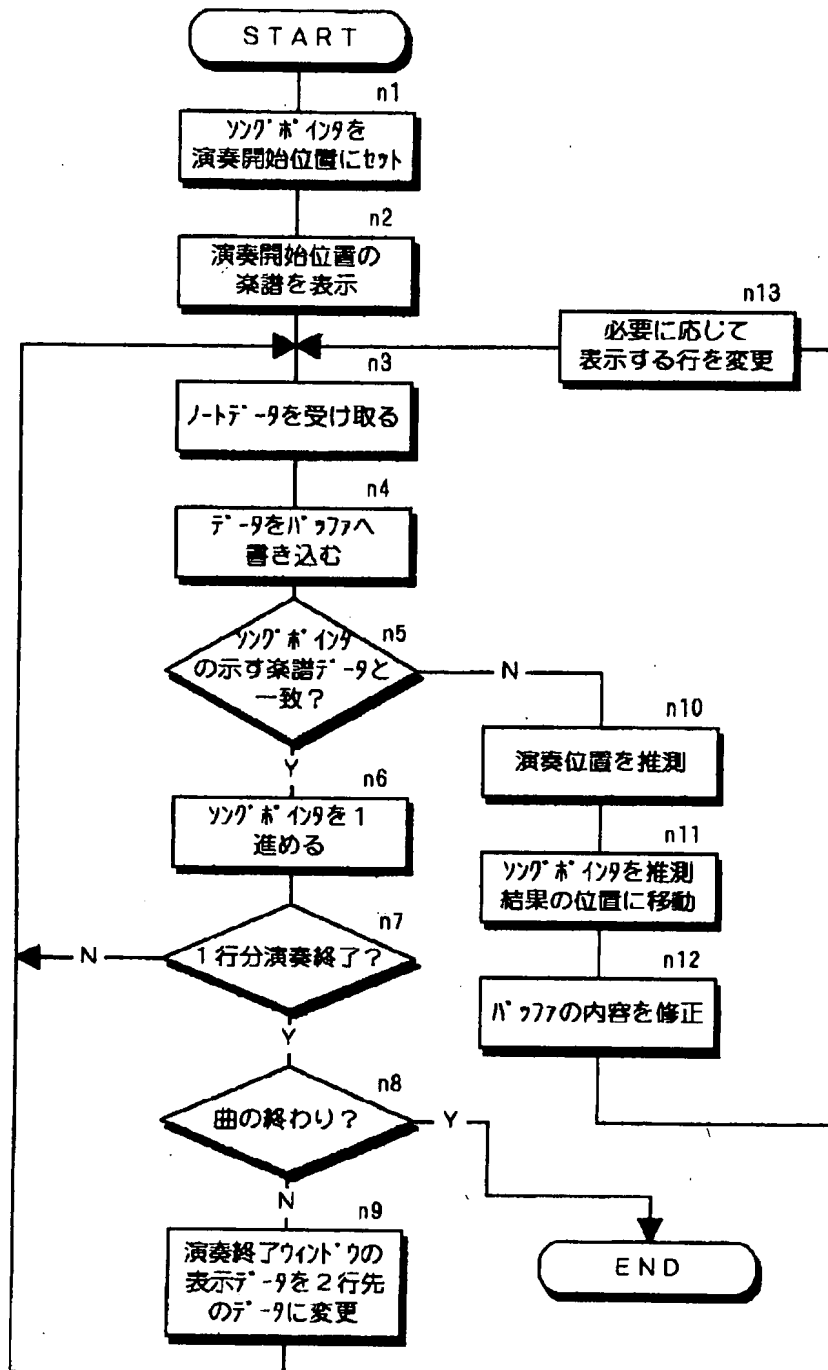 START
n1
ソングポインタを
演奏開始位置にセット
n2
演奏開始位置の
楽譜を表示
n13
必要に応じて
表示する行を変更
n3
ノートデータを受け取る
n4
データをバッファへ
書き込む
n5
ソングポインタ
の示す楽譜データと
一致?
N
Y
n10
演奏位置を推測
n6
ソングポインタを1
進める
n11
ソングポインタを推測
結果の位置に移動
n7
1行分演奏終了?
N
Y
n12
バッファの内容を修正
n8
曲の終わり?
Y
N
n9
演奏終了ウィンドウの
表示データを2行先
のデータに変更
END